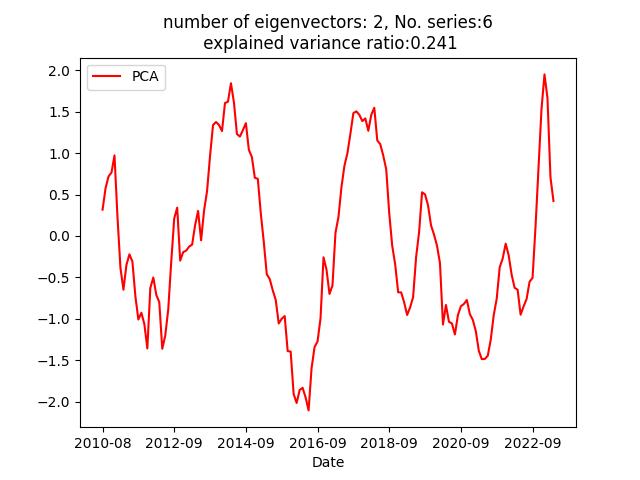 number of eigenvectors: 2, No. series:6
explained variance ratio:0.241
PCA
2.0
1.5
1.0
0.5
0.0
−0.5
−1.0
−1.5
−2.0
2010-08 2012-09 2014-09 2016-09 2018-09 2020-09 2022-09
Date